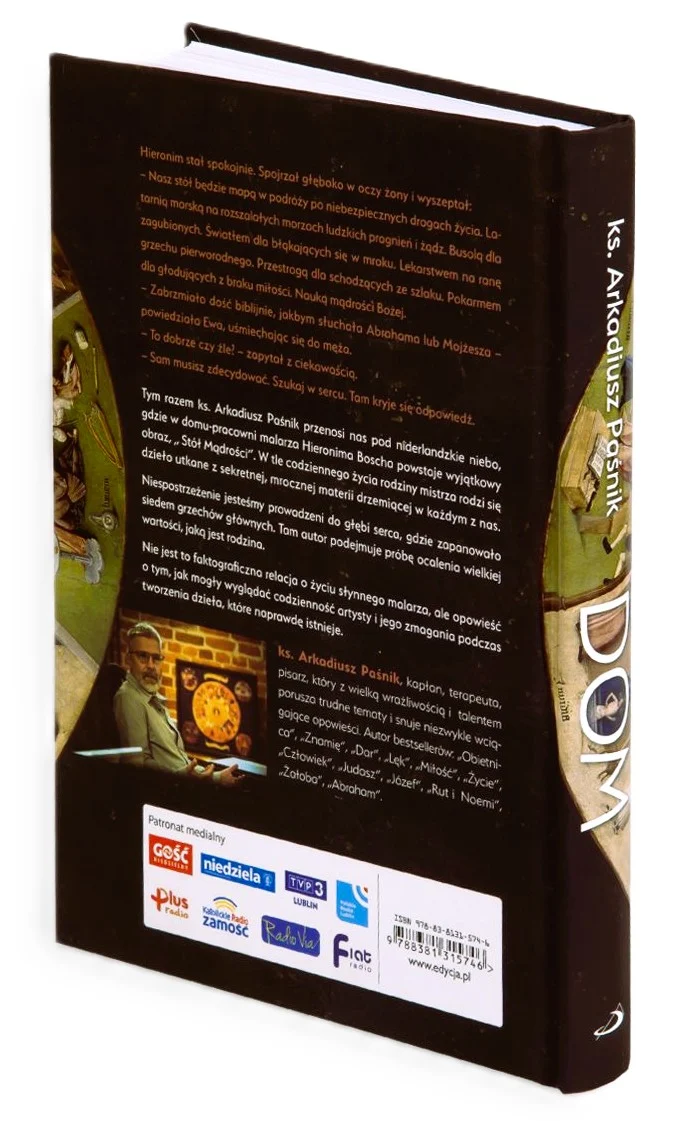 Hieronim stał spokojnie. Spojrzał głęboko w oczy żony i wyszeptał:
– Nasz stół będzie mapą w podróży po niebezpiecznych drogach życia. La-
tarnią morską na rozszalałych morzach ludzkich pragnień i żądz. Busolą dla
zagubionych. Światłem dla błąkających się w mraku. Lekarstwem na ranę
grzechu pierworodnego. Przestrogą dla schodzących ze szlaku. Pokarmem
dla głodujących z braku miłości. Nauką mądrości Bożej.
– Zabrzmiało dość biblijnie, jakbym słuchała Abrahama lub Mojżesza –
powiedziała Ewa, uśmiechając się do męża.
– To dobrze czy źle? – zapytał z ciekawością.
– Sam musisz zdecydować. Szukaj w sercu. Tam kryje się odpowiedź.
Tym razem ks. Arkadiusz Paśnik przenosi nas pod niderlandzkie niebo,
gdzie w domu-pracowni malarza Hieronima Boscha powstaje wyjątkowy
obraz, „ Stół Mądrości". W tle codziennego życia rodziny mistrza rodzi się
dzieło utkane z sekretnej, mrocznej materii drzemiącej w każdym z nas.
Niespostrzeżenie jesteśmy prowadzeni do głębi serca, gdzie zapanowało
siedem grzechów głównych. Tam autor podejmuje próbę ocalenia wielkiej
wartości, jaką jest rodzina.
Nie jest to faktograficzna relacja o życiu słynnego malarza, ale opowieść
o tym, jak mogły wyglądać codzienność artysty i jego zmagania podczas
tworzenia dzieła, które naprawdę istnieje.
ks. Arkadiusz Paśnik, kapłan, terapeuta,
pisarz, który z wielką wrażliwością i talentem
porusza trudne tematy i snuje niezwykle wcią-
gające opowieści. Autor bestsellerów: „Obietni-
ca", „Znamię", „Dar", „Lęk", „Miłość", „Życie",
„Człowiek", „Judasz", „Józef", „Rut i Noemi",
„Żałoba", „Abraham".
Patronat medialny
GOŚĆ
NIEDZIELNY
niedziela
TVP3
LUBLIN
plus
radio
Katolickie Radio
ZAMOŚĆ
Radio Via
Fiat
radio
ISBN 978-83-8131-574-6
9 788381 315746 >
www.edycja.pl
ks. Arkadiusz Paśnik
DOM